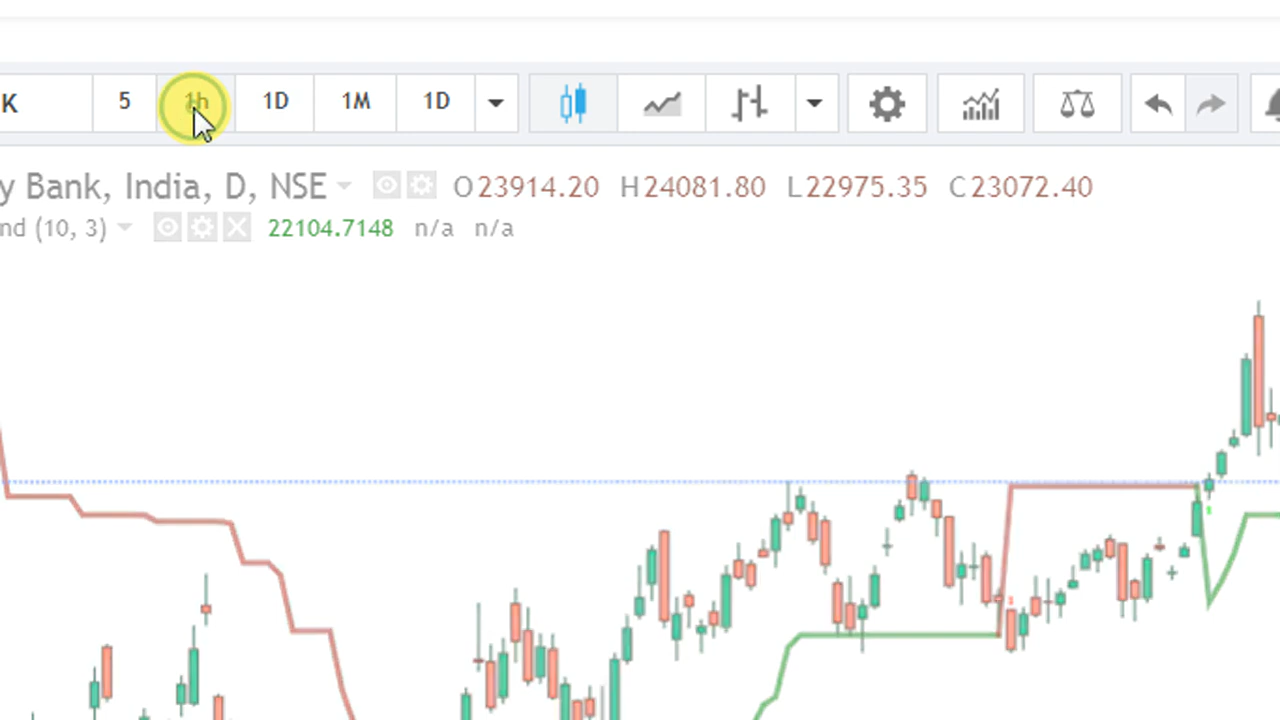 K 5 1h 1D 1M 1D
y Bank, India, D, NSE O23914.20 H24081.80 L22975.35 C23072.40
nd (10, 3) 22104.7148 n/a n/a